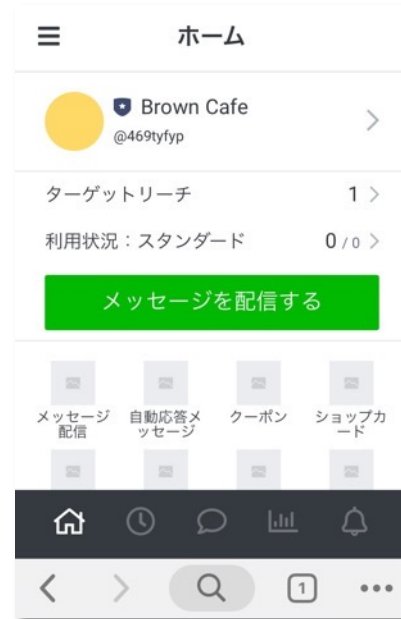 ホーム
Brown Cafe
@469tyfyp
ターゲットリーチ 1
利用状況：スタンダード 0 / 0
メッセージを配信する
メッセージ配信
自動応答メッセージ
クーポン
ショップカード
1